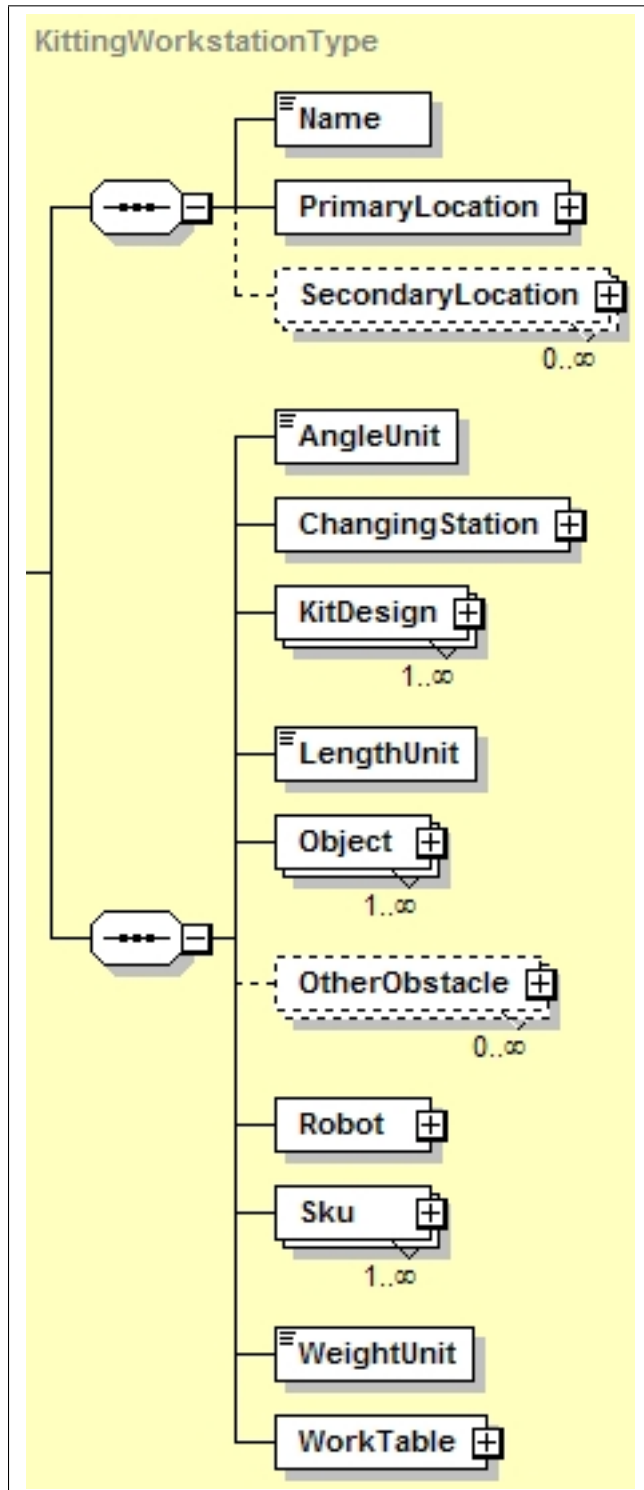 KittingWorkstationType
Name
PrimaryLocation
SecondaryLocation
0..∞
AngleUnit
ChangingStation
KitDesign
1..∞
LengthUnit
Object
1..∞
OtherObstacle
0..∞
Robot
Sku
1..∞
WeightUnit
WorkTable